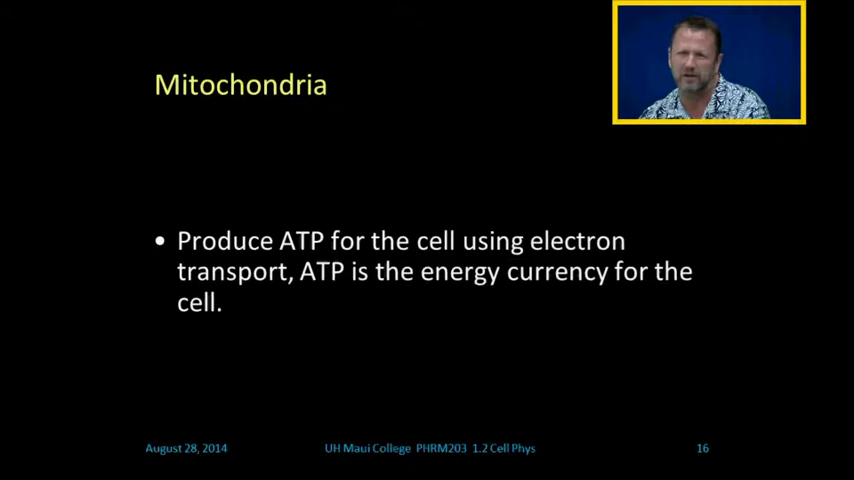 Mitochondria
• Produce ATP for the cell using electron
transport, ATP is the energy currency for the
cell.
August 28, 2014 UH Maui College PHRM203 1.2 Cell Phys 16